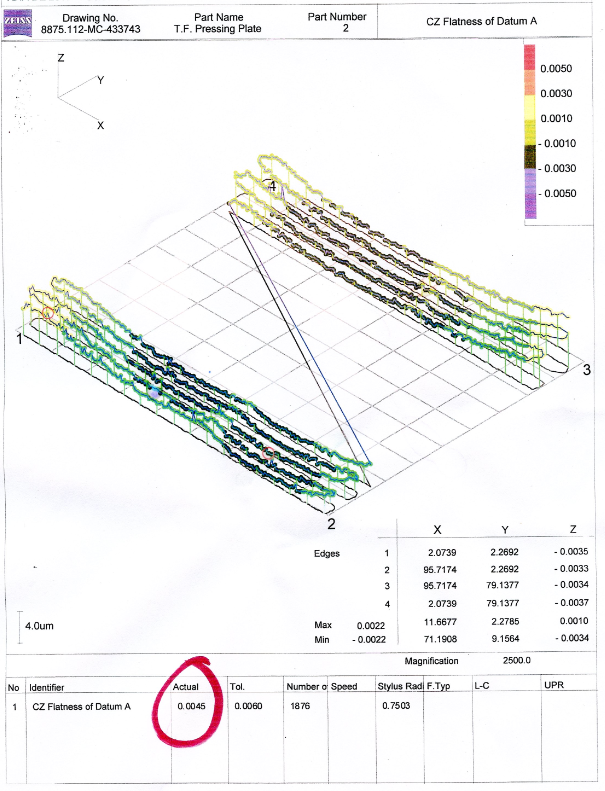 ZEISS
Drawing No.
8875.112-MC-433743
Part Name
T.F. Pressing Plate
Part Number
2
CZ Flatness of Datum A
Z
Y
X
0.0050
0.0030
0.0010
- 0.0010
- 0.0030
- 0.0050
4
1
3
2
X Y Z
Edges 1 2.0739 2.2692 - 0.0035
2 95.7174 2.2692 - 0.0033
3 95.7174 79.1377 - 0.0034
4 2.0739 79.1377 - 0.0037
Max 0.0022 11.6677 2.2785 0.0010
Min - 0.0022 71.1908 9.1564 - 0.0034
4.0um
Magnification 2500.0
No Identifier Actual Tol. Number o Speed Stylus Radi F.Typ L-C UPR
1 CZ Flatness of Datum A 0.0045 0.0060 1876 0.7503